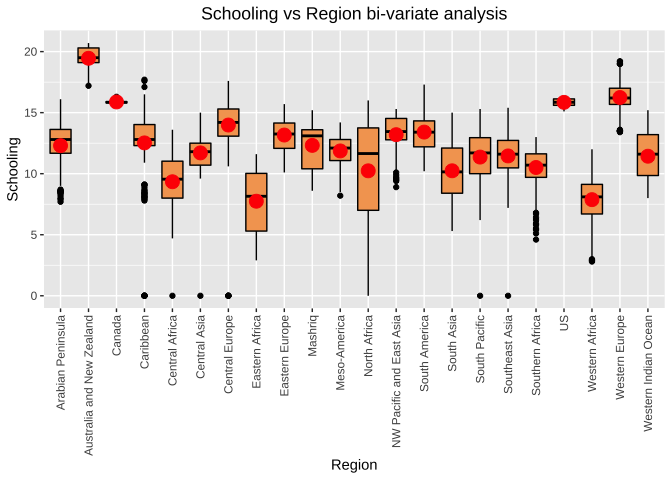 Schooling vs Region bi-variate analysis
Schooling
20
15
10
5
0
Arabian Peninsula
Australia and New Zealand
Canada
Caribbean
Central Africa
Central Asia
Central Europe
Eastern Africa
Eastern Europe
Mashriq
Meso-America
North Africa
NW Pacific and East Asia
South America
South Asia
South Pacific
Southeast Asia
Southern Africa
US
Western Africa
Western Europe
Western Indian Ocean
Region